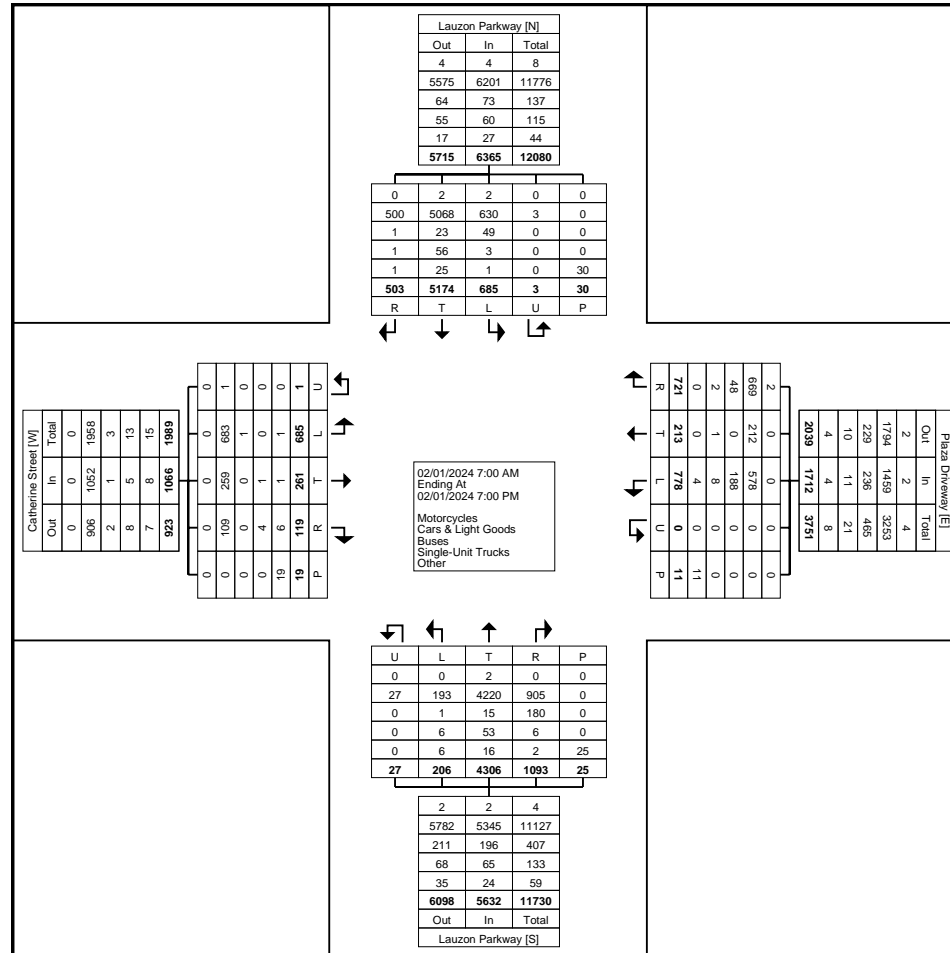 Lauzon Parkway [N]
Out In Total
4 4 8
5575 6201 11776
64 73 137
55 60 115
17 27 44
5715 6365 12080
0 2 2 0 0
500 5068 630 3 0
1 23 49 0 0
1 56 3 0 0
1 25 1 0 30
503 5174 685 3 30
R T L U P
Catherine Street [W]
Out In Total
0 0 0
906 1052 1958
2 1 3
8 5 13
7 8 15
923 1066 1989
0 0 0 0 0
0 109 259 683 1
0 0 0 1 0
0 4 1 0 0
19 6 1 1 0
19 119 261 685 1
P R T L U
02/01/2024 7:00 AM
Ending At
02/01/2024 7:00 PM
Motorcycles
Cars & Light Goods
Buses
Single-Unit Trucks
Other
Plaza Driveway [E]
Out In Total
2 2 4
1794 1459 3253
229 236 465
10 11 21
4 4 8
2039 1712 3751
2 0 0 0 0
669 212 578 0 0
48 0 188 0 0
2 1 8 0 0
0 0 4 0 11
721 213 778 0 11
R T L U P
U L T R P
0 0 2 0 0
27 193 4220 905 0
0 1 15 180 0
0 6 53 6 0
0 6 16 2 25
27 206 4306 1093 25
2 2 4
5782 5345 11127
211 196 407
68 65 133
35 24 59
6098 5632 11730
Out In Total
Lauzon Parkway [S]